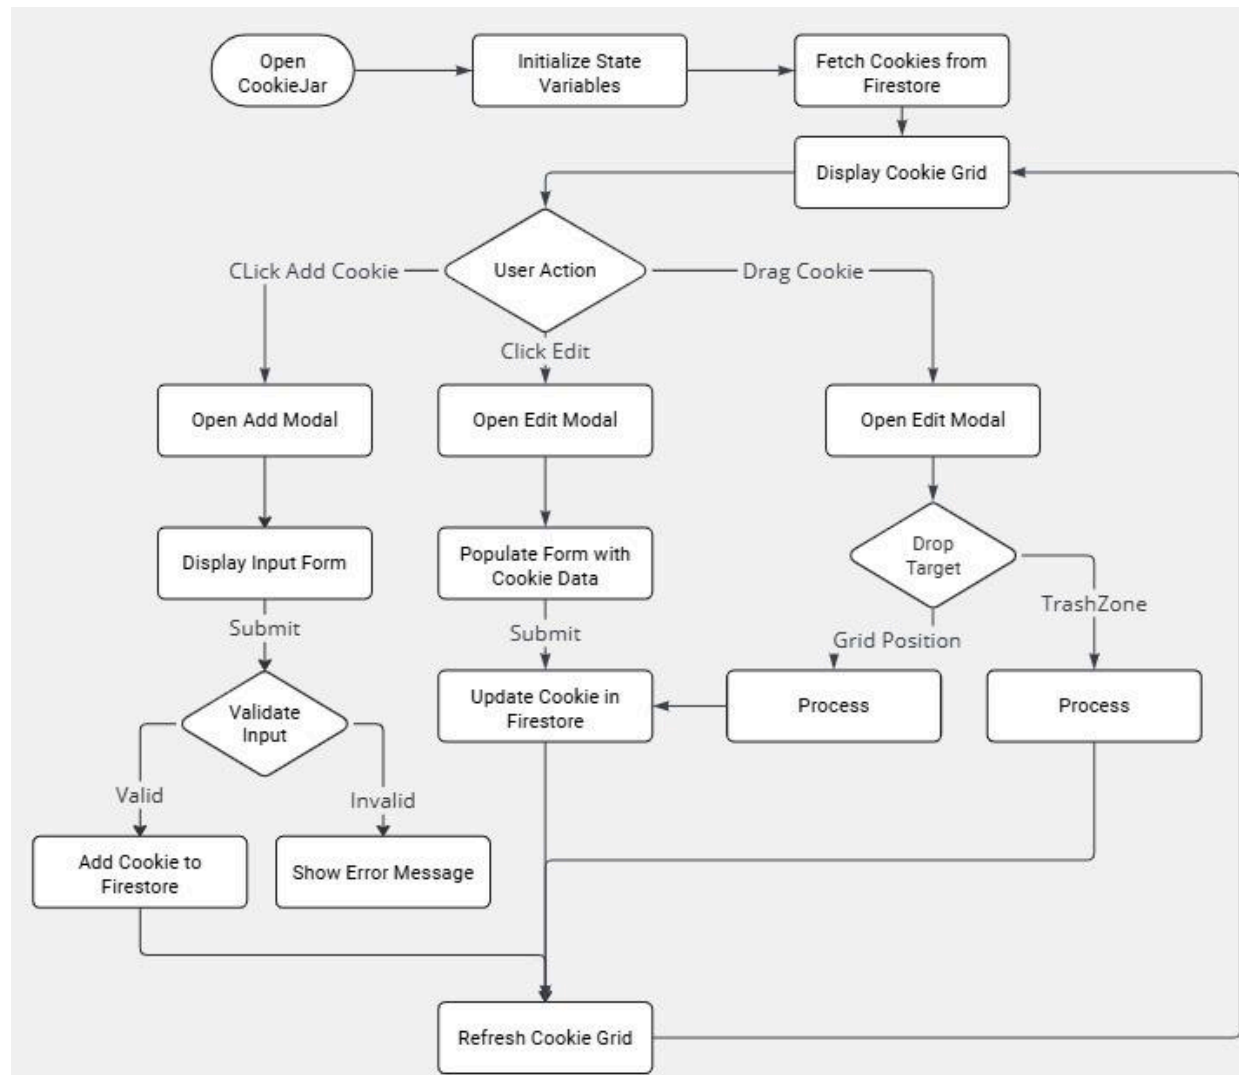 Open
CookieJar
Initialize State
Variables
Fetch Cookies from
Firestore
Display Cookie Grid
CLick Add Cookie
User Action
Drag Cookie
Click Edit
Open Add Modal
Open Edit Modal
Open Edit Modal
Display Input Form
Populate Form with
Cookie Data
Drop
Target
TrashZone
Submit
Submit
Grid Position
Validate
Input
Update Cookie in
Firestore
Process
Process
Valid
Invalid
Add Cookie to
Firestore
Show Error Message
Refresh Cookie Grid